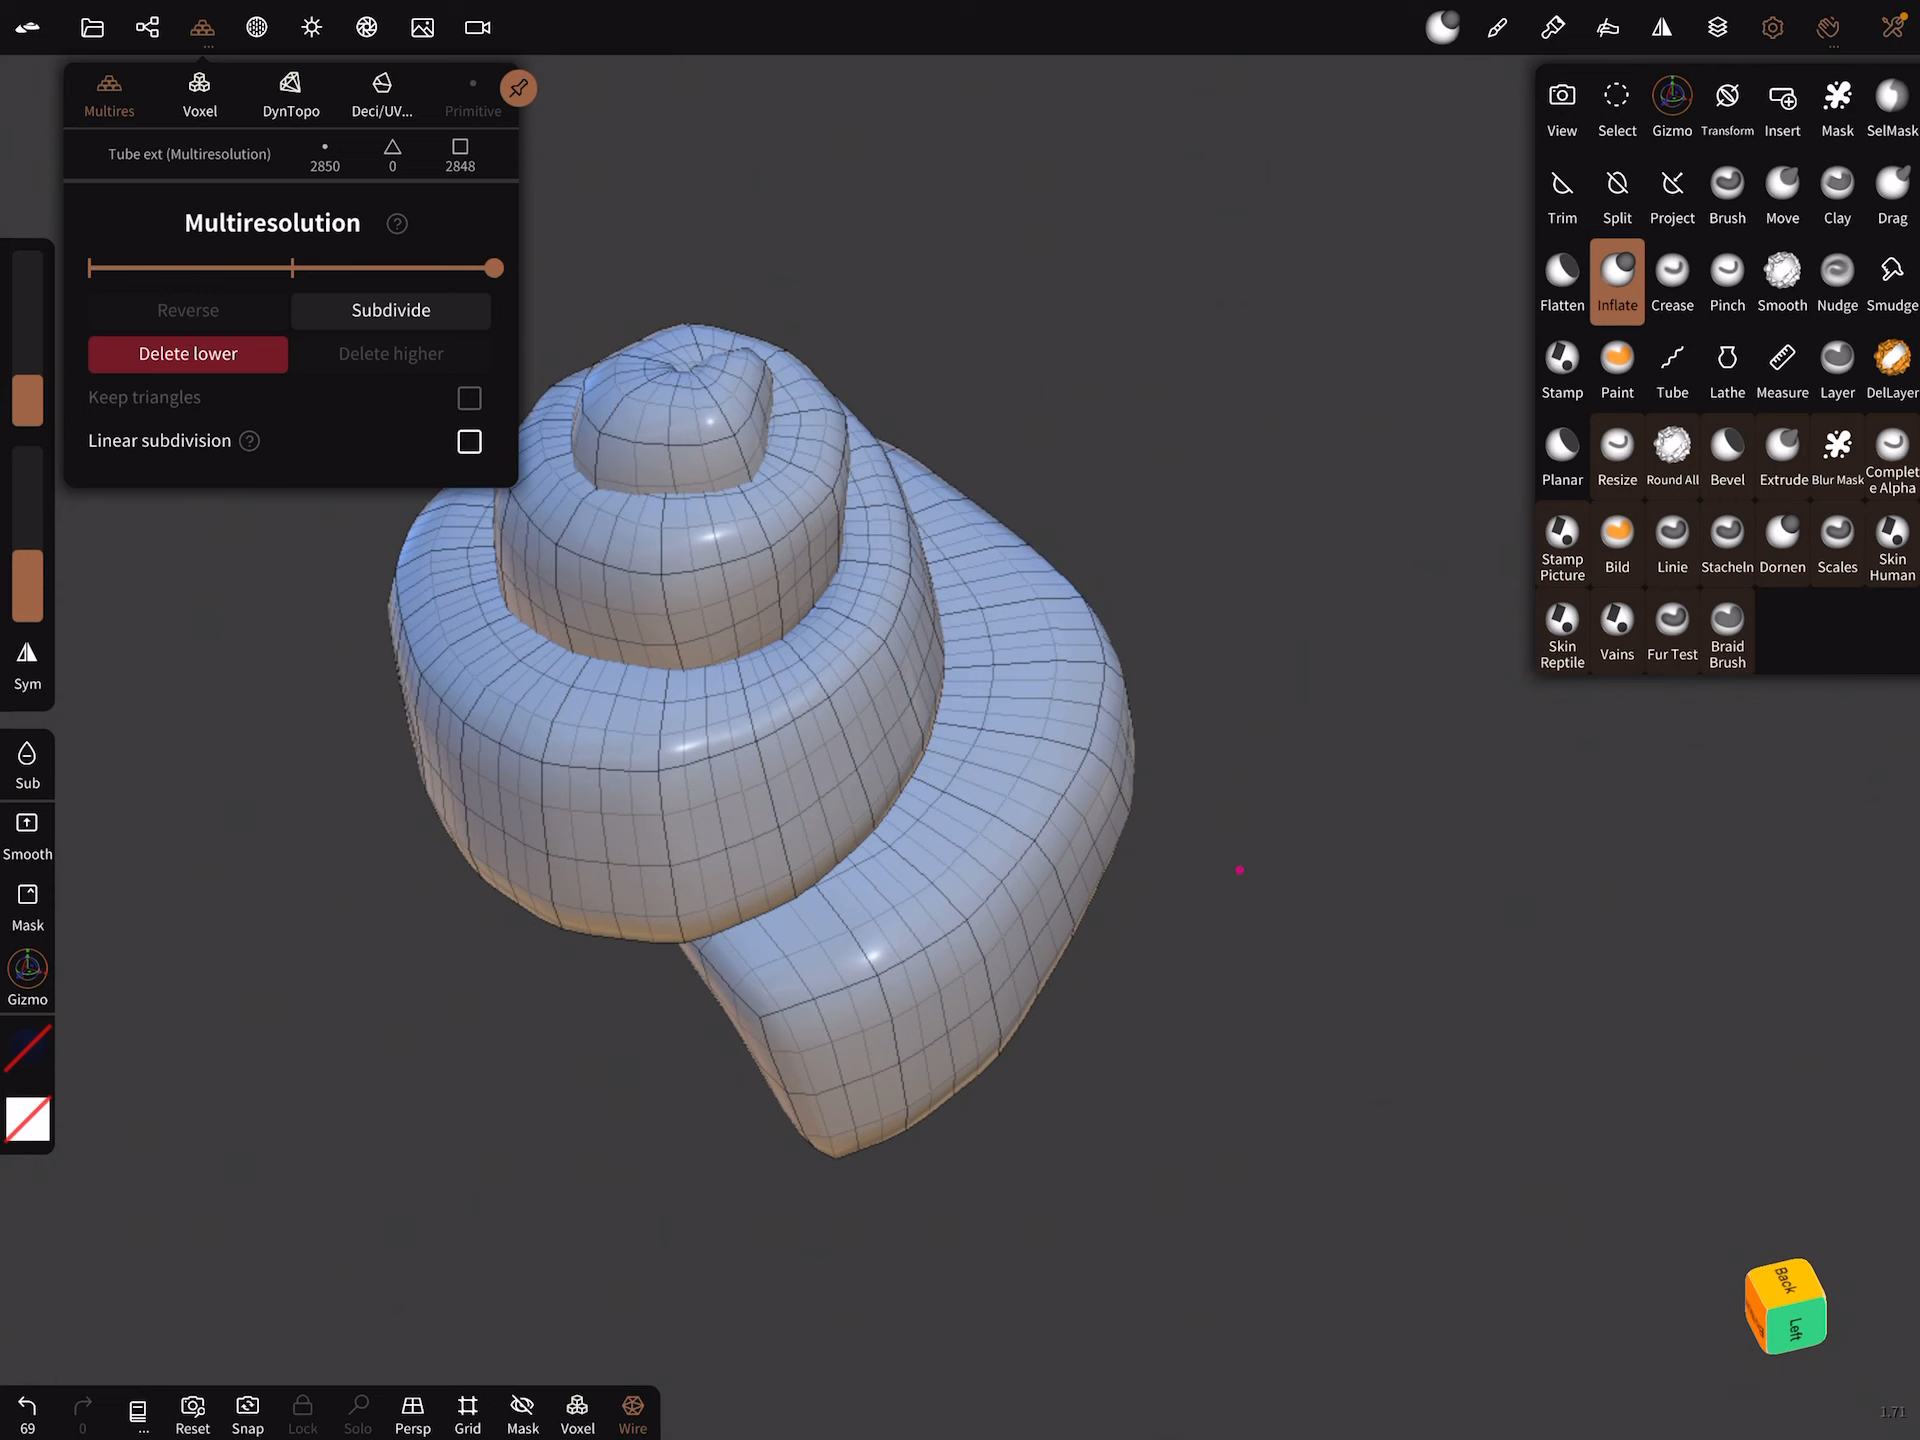 Multires
Voxel
DynTopo
Deci/UV...
Primitive
Tube ext (Multiresolution)
2850
0
2848
Multiresolution ?
Reverse
Subdivide
Delete lower
Delete higher
Keep triangles
Linear subdivision ?
Sym
Sub
Smooth
Mask
Gizmo
View Select Gizmo Transform Insert Mask SelMask
Trim Split Project Brush Move Clay Drag
Flatten Inflate Crease Pinch Smooth Nudge Smudge
Stamp Paint Tube Lathe Measure Layer DelLayer
Planar Resize Round All Bevel Extrude Blur Mask Complet
e Alpha
Stamp
Picture
Bild Linie Stacheln Dornen Scales Skin
Human
Skin
Reptile
Vains Fur Test Braid
Brush
Back
Left
69
0
...
Reset Snap Lock Solo Persp Grid Mask Voxel Wire
1.71